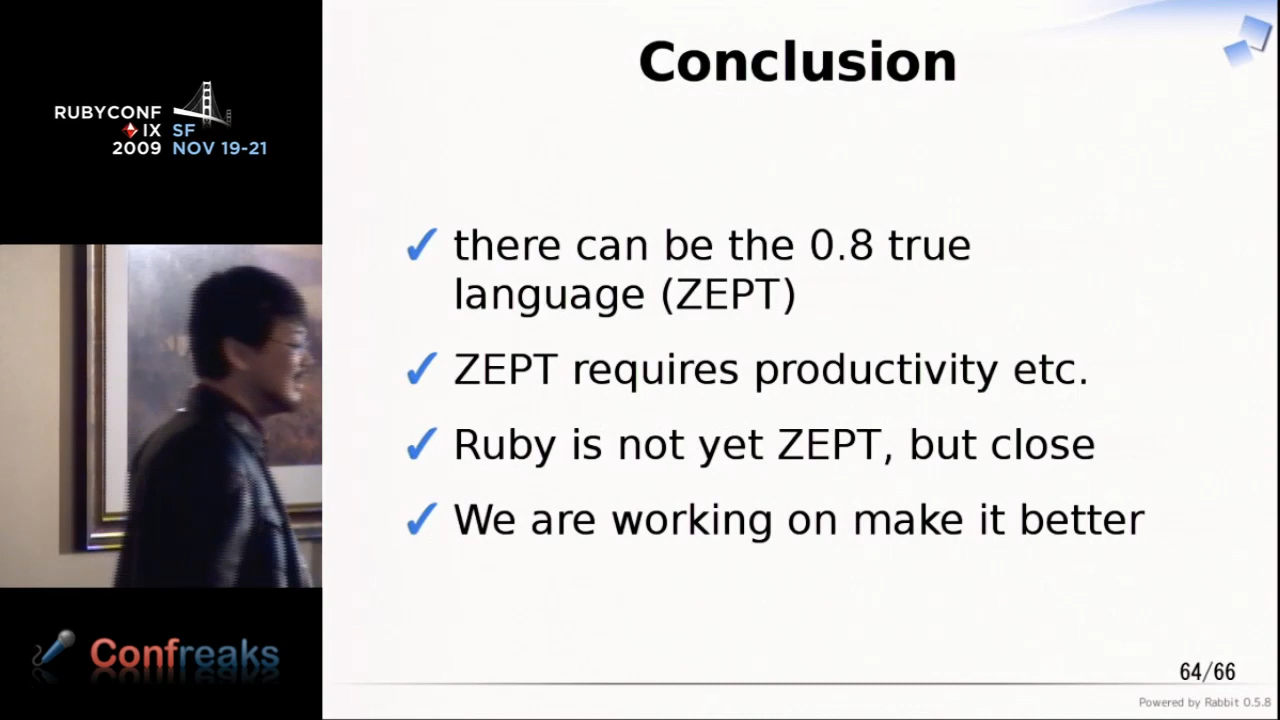 RUBYCONF
IX SF
2009 NOV 19-21
Confreaks
Conclusion
✓ there can be the 0.8 true
language (ZEPT)
✓ ZEPT requires productivity etc.
✓ Ruby is not yet ZEPT, but close
✓ We are working on make it better
64/66
Powered by Rabbit 0.5.8